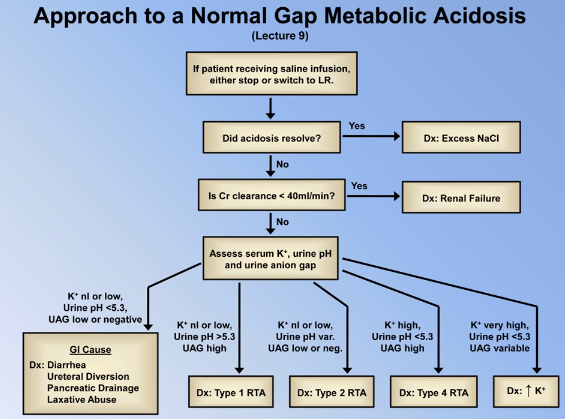 Approach to a Normal Gap Metabolic Acidosis
(Lecture 9)
If patient receiving saline infusion,
either stop or switch to LR.
Did acidosis resolve?
Yes
Dx: Excess NaCl
No
Is Cr clearance < 40ml/min?
Yes
Dx: Renal Failure
No
Assess serum K⁺, urine pH
and urine anion gap
K⁺ nl or low,
Urine pH <5.3,
UAG low or negative
GI Cause
Dx: Diarrhea
Ureteral Diversion
Pancreatic Drainage
Laxative Abuse
K⁺ nl or low,
Urine pH >5.3
UAG high
Dx: Type 1 RTA
K⁺ nl or low,
Urine pH var.
UAG low or neg.
Dx: Type 2 RTA
K⁺ high,
Urine pH <5.3
UAG high
Dx: Type 4 RTA
K⁺ very high,
Urine pH <5.3
UAG variable
Dx: ↑ K⁺